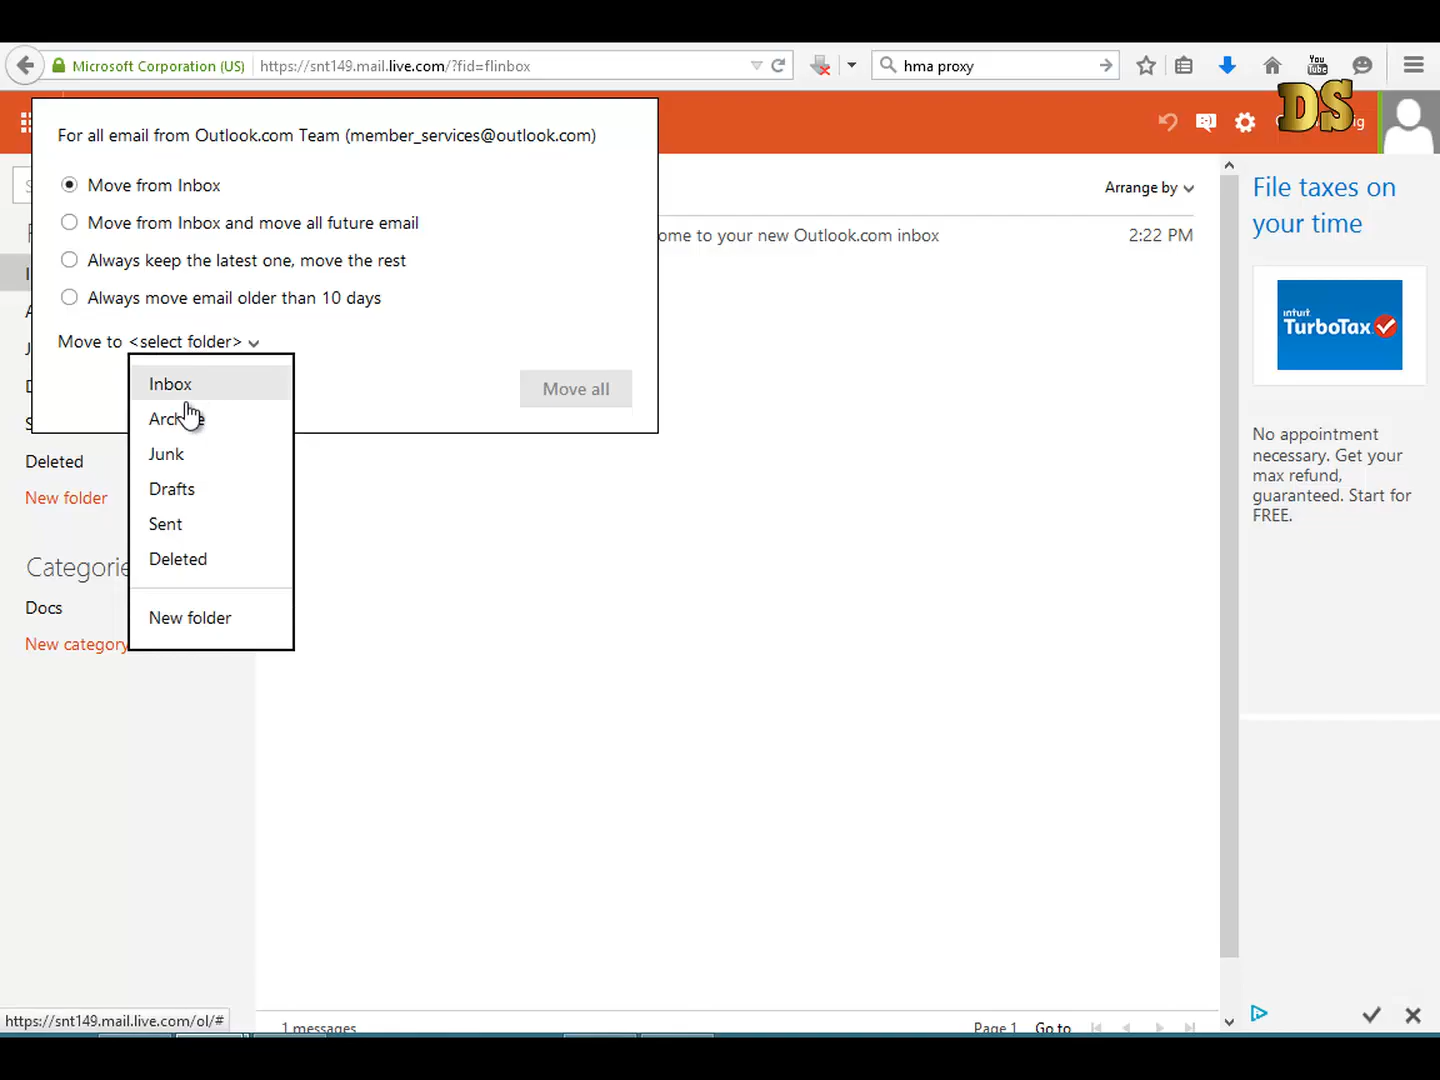 Microsoft Corporation (US)
https://snt149.mail.live.com/?fid=flinbox
hma proxy
You
Tube
DS
For all email from Outlook.com Team (member_services@outlook.com)
Move from Inbox
Move from Inbox and move all future email
Always keep the latest one, move the rest
Always move email older than 10 days
Move to <select folder>
Inbox
Junk
Drafts
Sent
Deleted
New folder
Move all
Deleted
New folder
Docs
New category
Arrange by
to your new Outlook.com inbox
2:22 PM
File taxes on
your time
intuit
TurboTax
No appointment
necessary. Get your
max refund,
guaranteed. Start for
FREE.
https://snt149.mail.live.com/ol/#
1 messages
Page 1
Go to